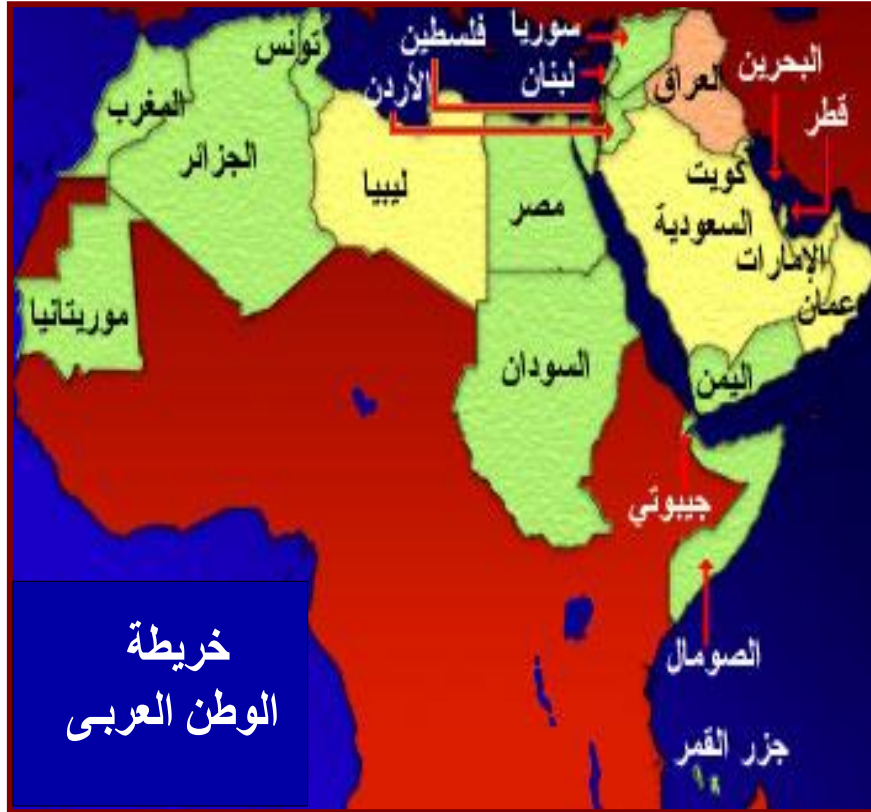 تونس
المغرب
الجزائر
ليبيا
موريتانيا
فلسطين
الأردن
سوريا
لبنان
العراق
البحرين
قطر
كويت
السعودية
الإمارات
عمان
مصر
السودان
اليمن
جيبوتي
الصومال
جزر القمر
خريطة
الوطن العربى